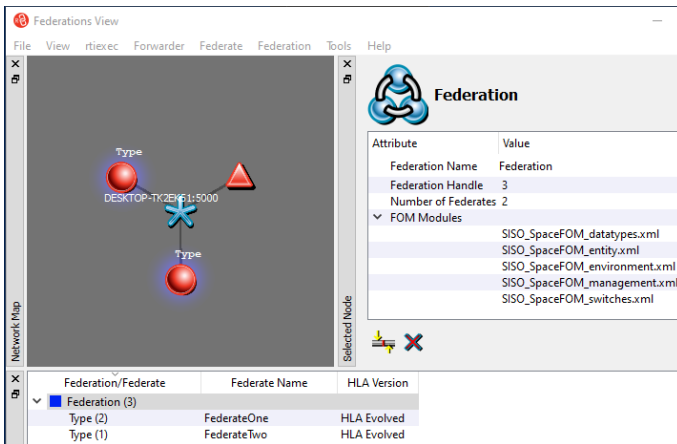 Federations View
File View rtiexec Forwarder Federate Federation Tools Help
Type
DESKTOP-TK2EK51:5000
Type
Network Map
Federation
Attribute Value
Federation Name Federation
Federation Handle 3
Number of Federates 2
FOM Modules
SISO_SpaceFOM_datatypes.xml
SISO_SpaceFOM_entity.xml
SISO_SpaceFOM_environment.xml
SISO_SpaceFOM_management.xml
SISO_SpaceFOM_switches.xml
Selected Node
Federation/Federate Federate Name HLA Version
Federation (3)
Type (2) FederateOne HLA Evolved
Type (1) FederateTwo HLA Evolved